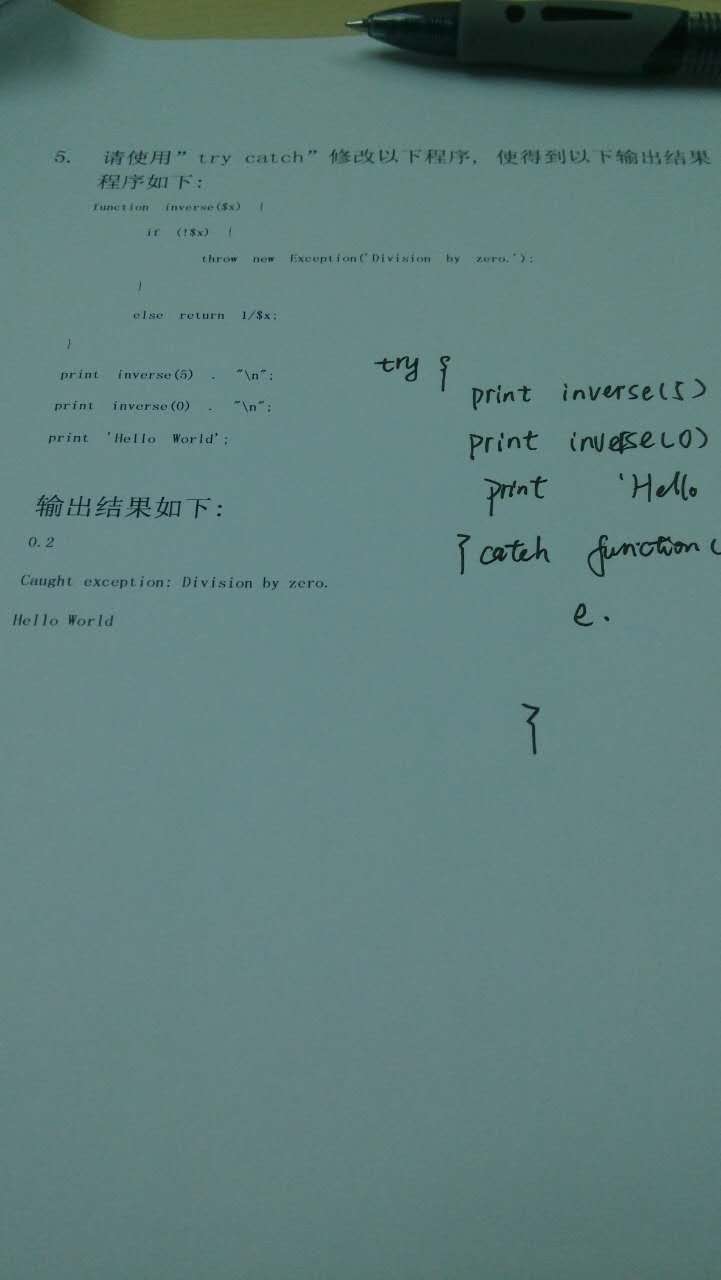 5. 请使用”try catch”修改以下程序，使得到以下输出结果
程序如下：
function inverse($x) {
if (!$x) {
throw new Exception('Division by zero.');
}
else return 1/$x;
}
print inverse(5) . "\n";
print inverse(0) . "\n";
print 'Hello World';
输出结果如下：
0.2
Caught exception: Division by zero.
Hello World
try {
print inverse(5)
print inverse(0)
print 'Hello
} catch function(
e.
}